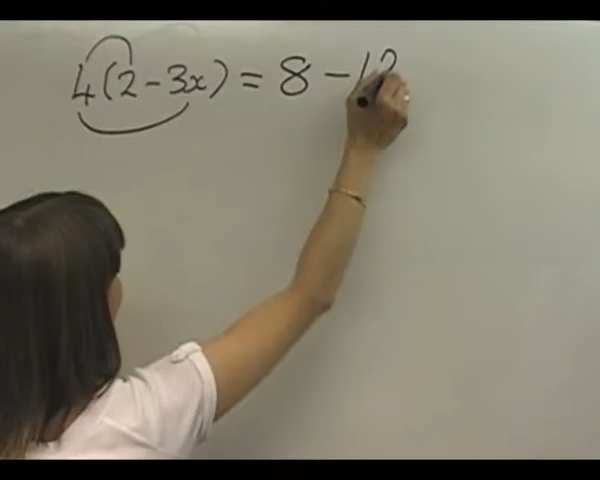 4(2-3x) = 8 - 12